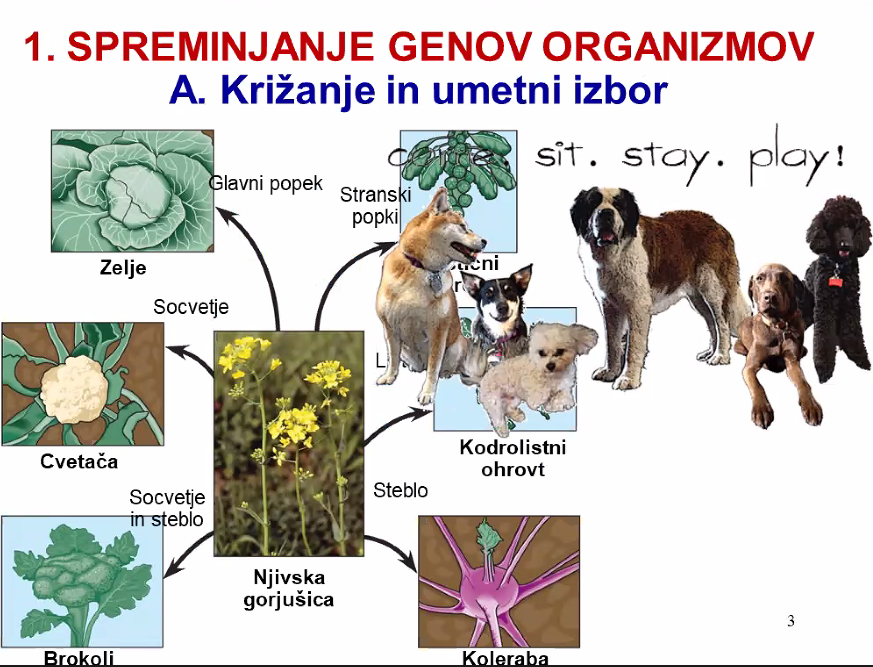 1. SPREMINJANJE GENOV ORGANIZMOV
A. Križanje in umetni izbor
sit. stay. play!
Glavni popek
Stranski
popki
Zelje
Socvetje
Cvetača
Kodrolistni
ohrovt
Socvetje
in steblo
Steblo
Njivska
gorjušica
Brokoli
Koleraba
3